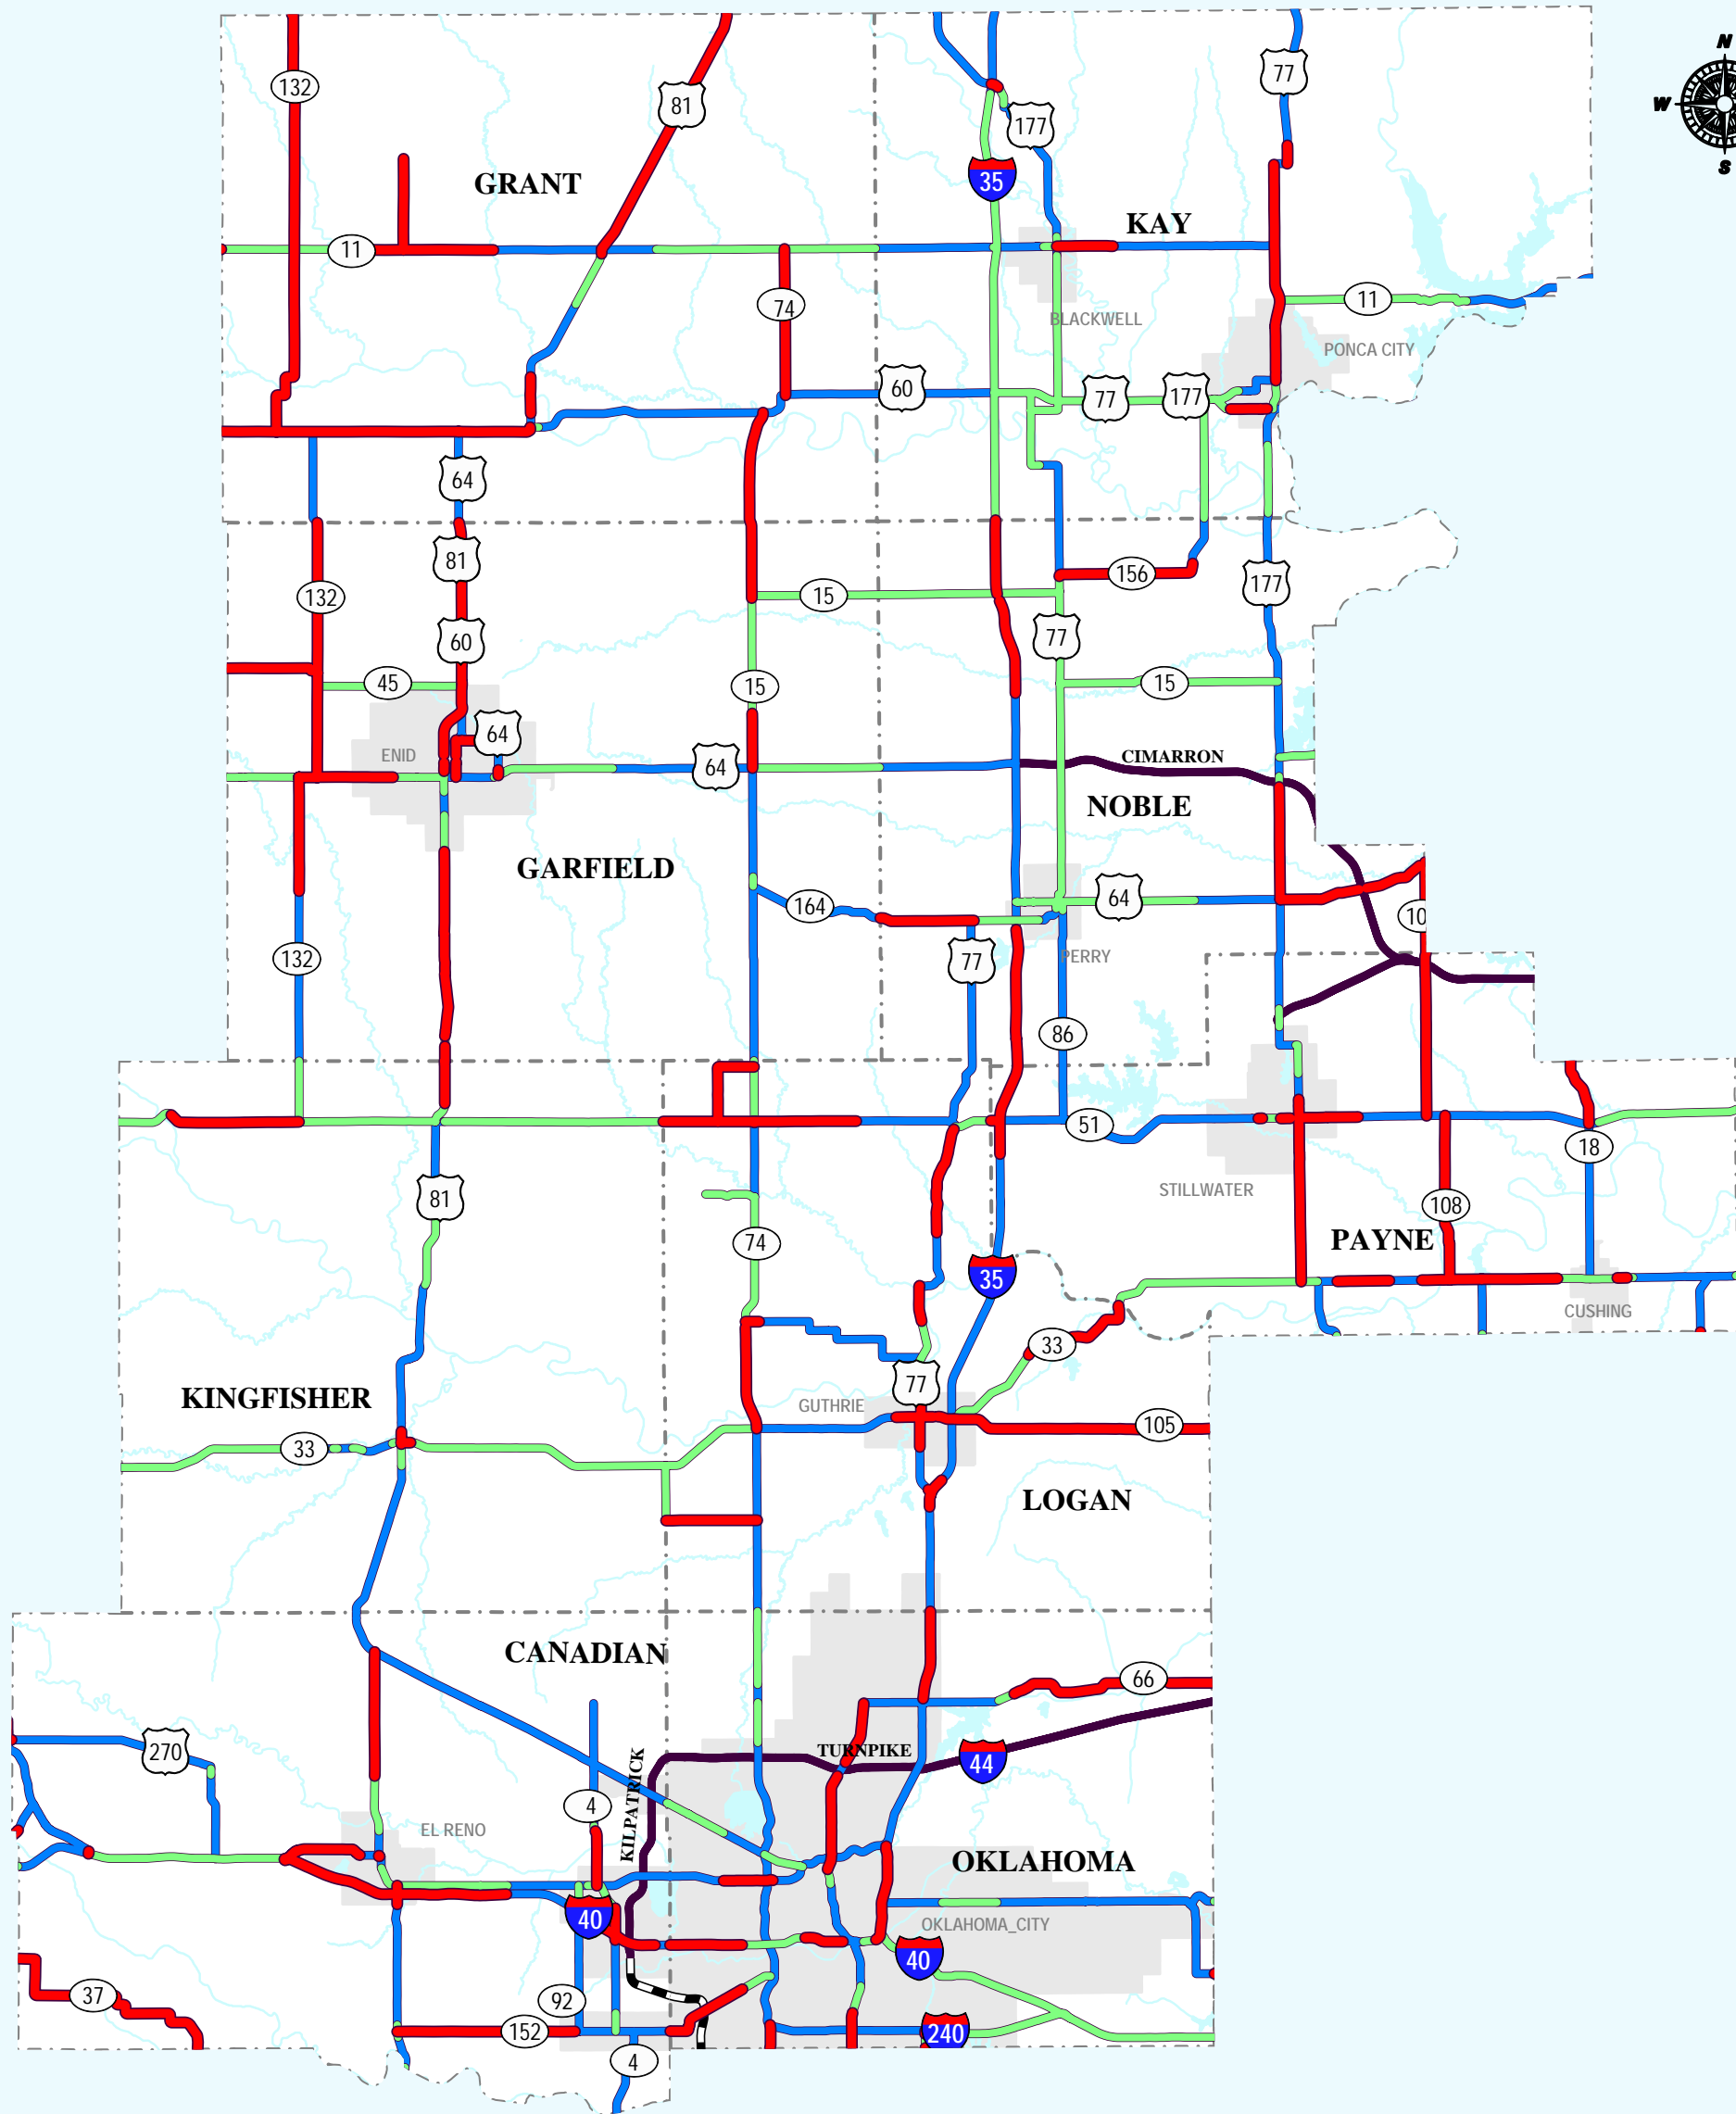 N
77
132
81
W
177
S
35
GRANT
KAY
11
11
74
BLACKWELL
PONCA CITY
60
77
177
64
81
156
177
132
15
77
60
45
15
15
64
ENID
CIMARRON
64
NOBLE
GARFIELD
164
64
10
PERRY
132
77
86
51
18
STILLWATER
81
108
74
PAYNE
35
CUSHING
33
77
KINGFISHER
GUTHRIE
105
33
LOGAN
CANADIAN
66
270
TURNPIKE
44
KILPATRICK
4
EL RENO
OKLAHOMA
40
OKLAHOMA_CITY
40
37
92
152
240
4